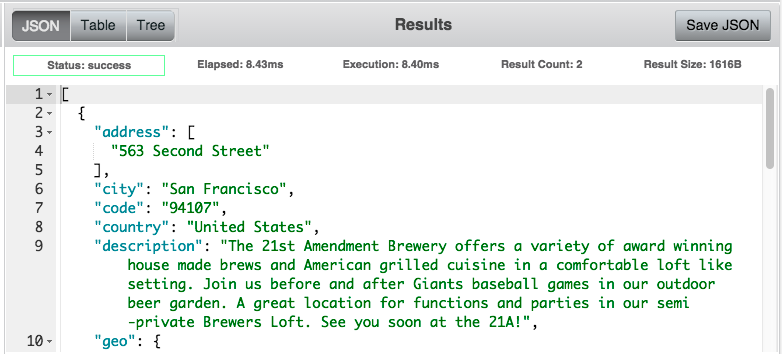 JSON Table Tree Results Save JSON
Status: success Elapsed: 8.43ms Execution: 8.40ms Result Count: 2 Result Size: 1616B
1 [
2 {
3 "address": [
4 "563 Second Street"
5 ],
6 "city": "San Francisco",
7 "code": "94107",
8 "country": "United States",
9 "description": "The 21st Amendment Brewery offers a variety of award winning
house made brews and American grilled cuisine in a comfortable loft like
setting. Join us before and after Giants baseball games in our outdoor
beer garden. A great location for functions and parties in our semi
-private Brewers Loft. See you soon at the 21A!",
10 "geo": {